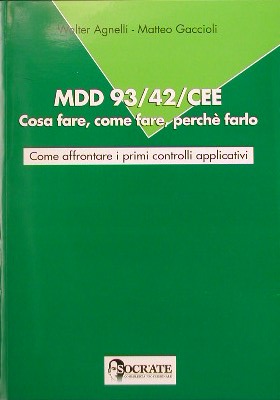 Walter Agnelli - Matteo Gaccioli
MDD 93/42/CEE
Cosa fare, come fare, perchè farlo
Come affrontare i primi controlli applicativi
SOCRATE